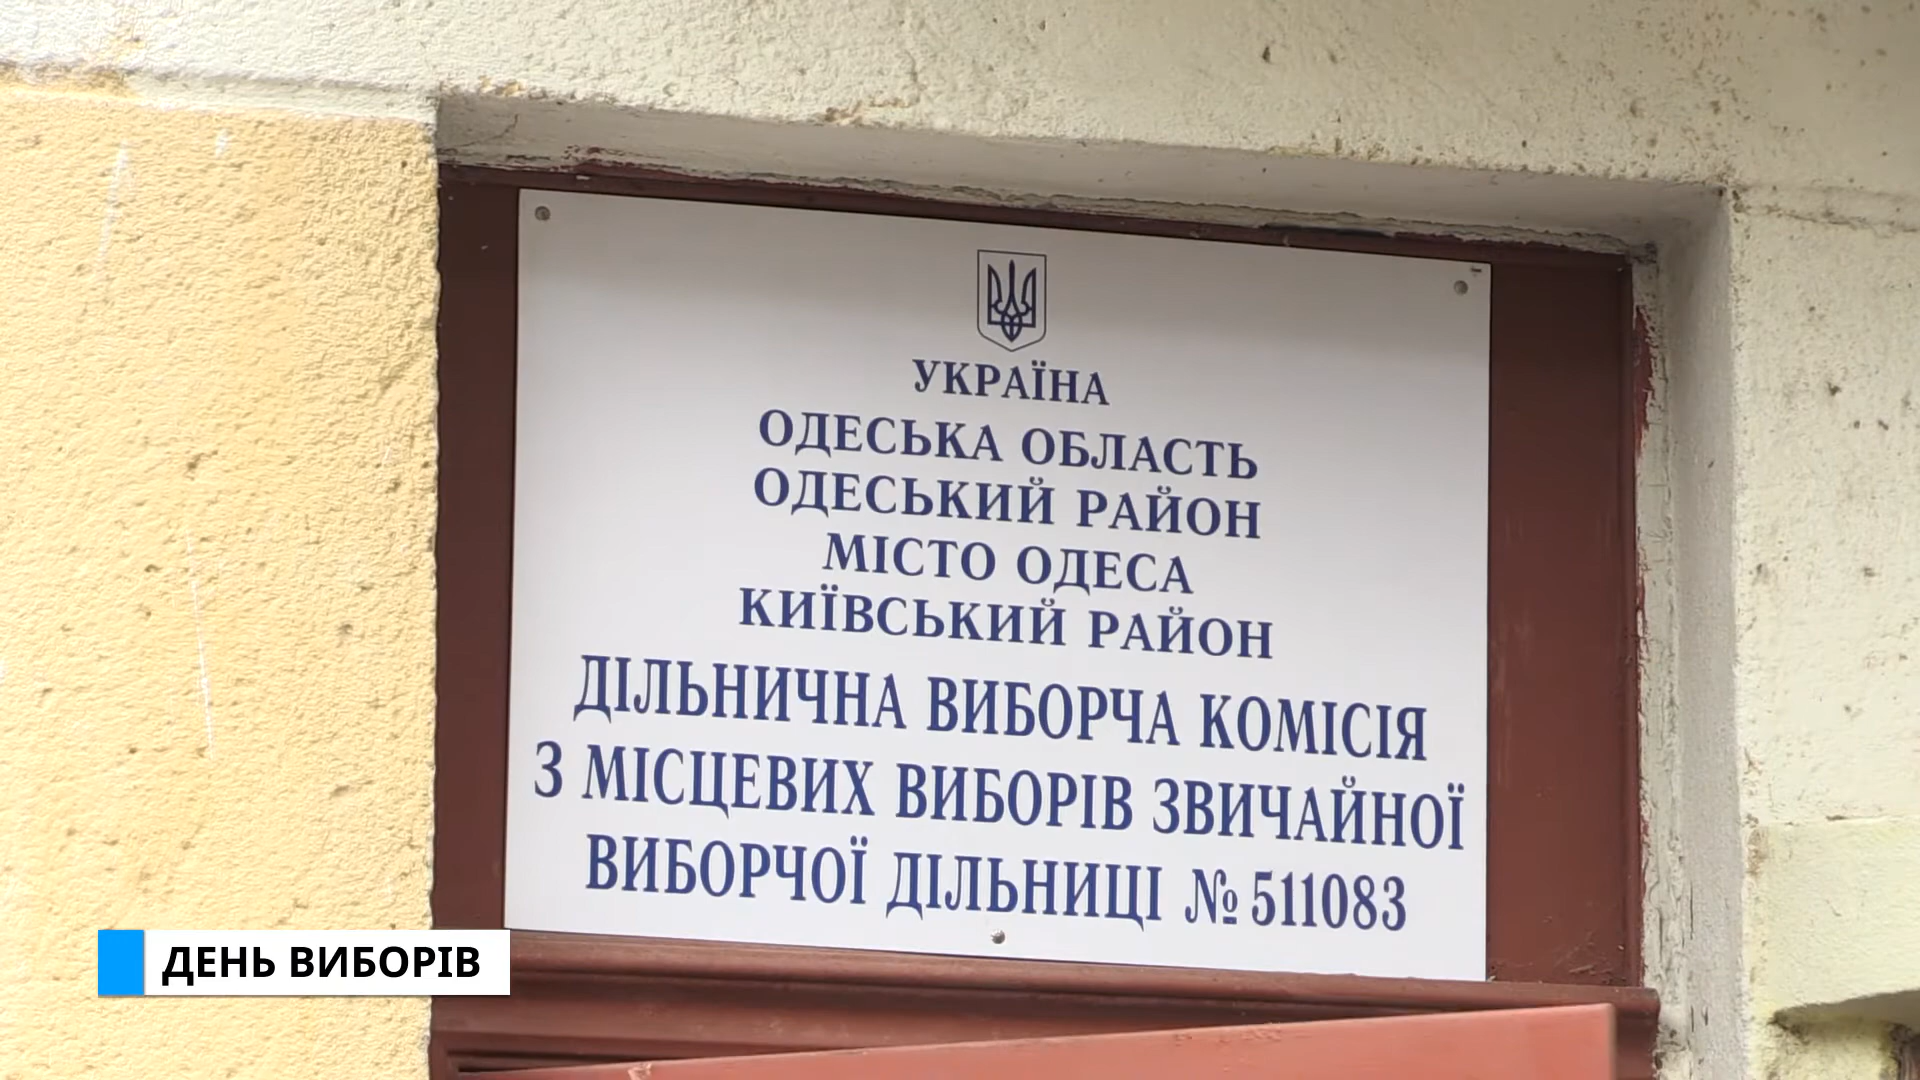 УКРАЇНА
ОДЕСЬКА ОБЛАСТЬ
ОДЕСЬКИЙ РАЙОН
МІСТО ОДЕСА
КИЇВСЬКИЙ РАЙОН
ДІЛЬНИЧНА ВИБОРЧА КОМІСІЯ
З МІСЦЕВИХ ВИБОРІВ ЗВИЧАЙНОЇ
ВИБОРЧОЇ ДІЛЬНИЦІ № 511083
ДЕНЬ ВИБОРІВ